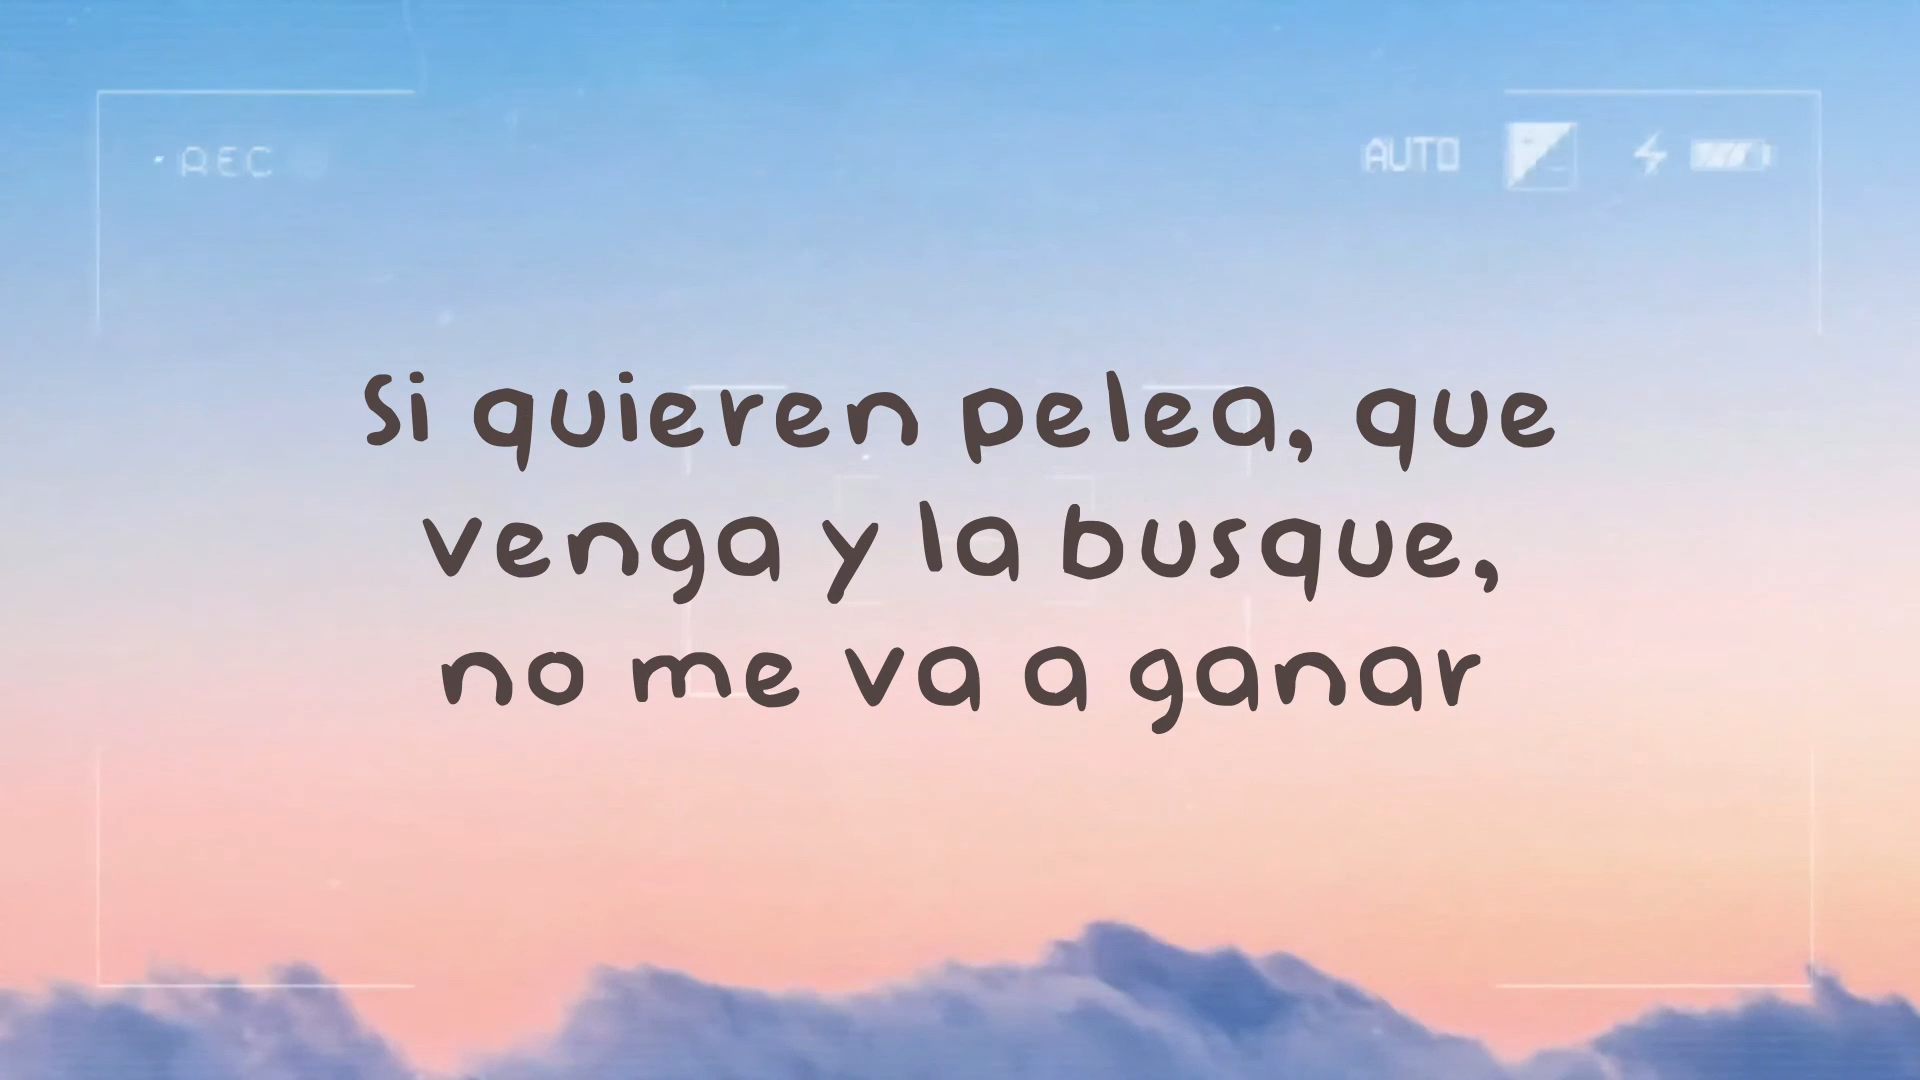 REC
AUTO
Si quieren pelea, que
venga y la busque,
no me va a ganar